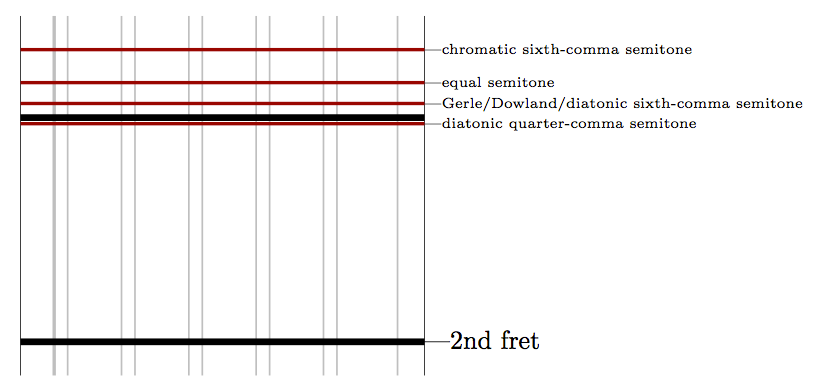 chromatic sixth-comma semitone
equal semitone
Gerle/Dowland/diatonic sixth-comma semitone
diatonic quarter-comma semitone
2nd fret